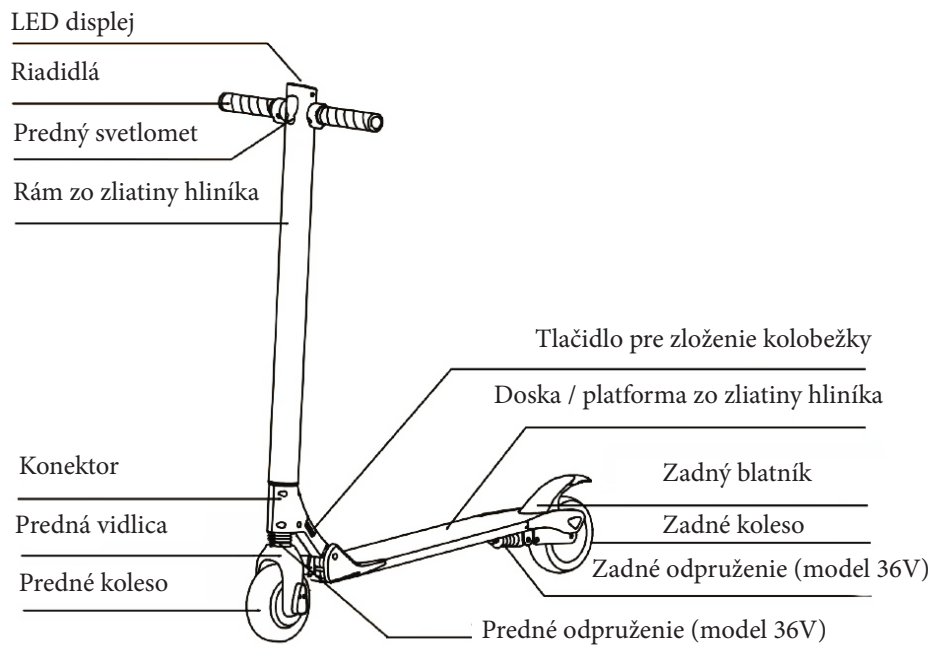 LED displej
Riadidlá
Predný svetlomet
Rám zo zliatiny hliníka
Tlačidlo pre zloženie kolobežky
Doska / platforma zo zliatiny hliníka
Konektor
Zadný blatník
Predná vidlica
Zadné koleso
Zadné odpruženie (model 36V)
Predné koleso
Predné odpruženie (model 36V)